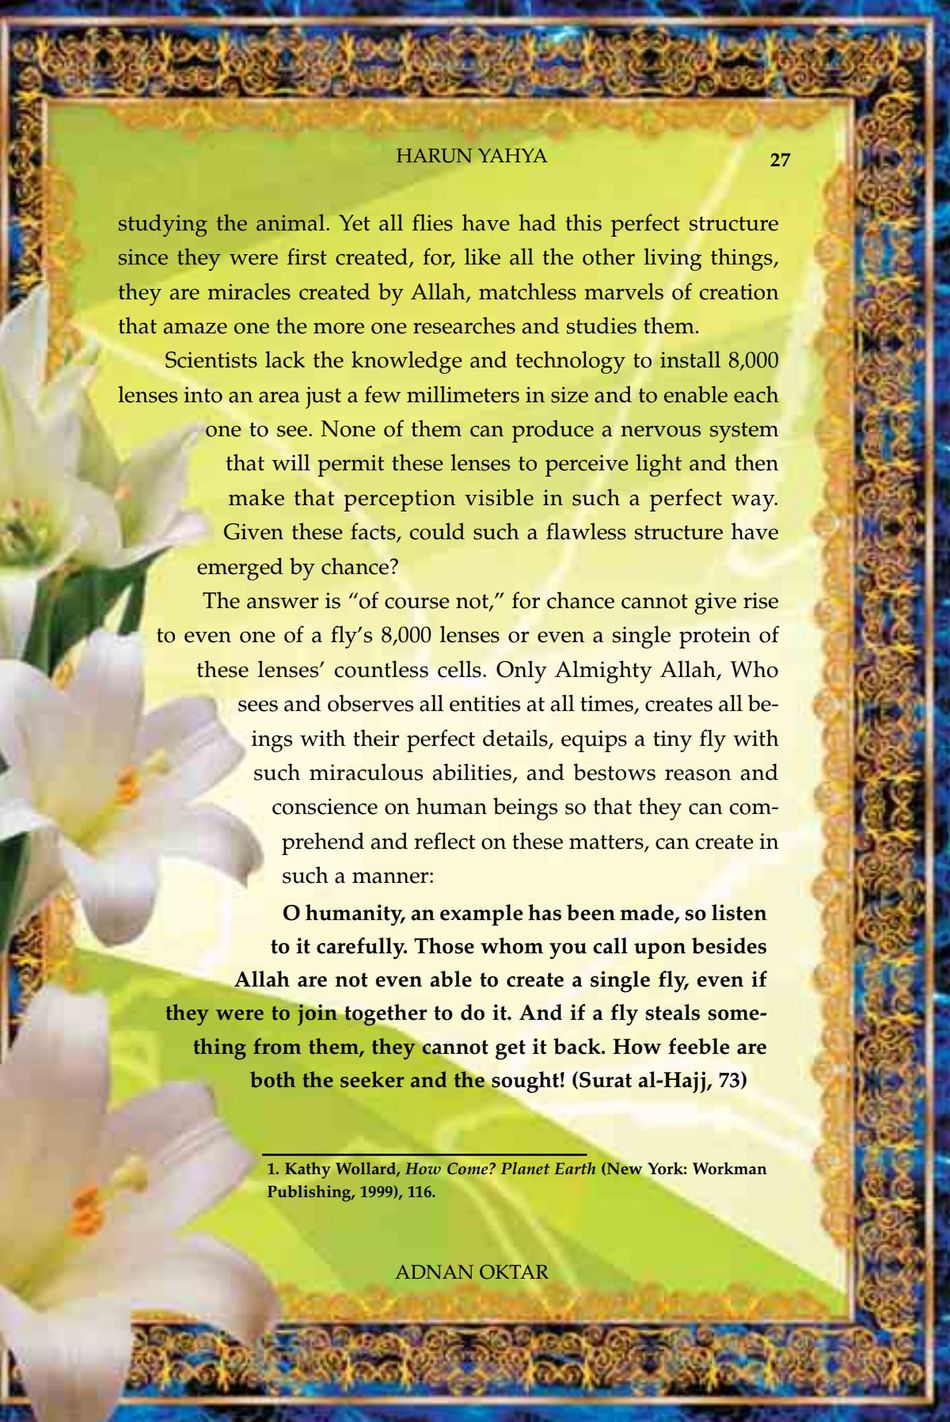 HARUN YAHYA
27
studying the animal. Yet all flies have had this perfect structure
since they were first created, for, like all the other living things,
they are miracles created by Allah, matchless marvels of creation
that amaze one the more one researches and studies them.
Scientists lack the knowledge and technology to install 8,000
lenses into an area just a few millimeters in size and to enable each
one to see. None of them can produce a nervous system
that will permit these lenses to perceive light and then
make that perception visible in such a perfect way.
Given these facts, could such a flawless structure have
emerged by chance?
The answer is “of course not,” for chance cannot give rise
to even one of a fly’s 8,000 lenses or even a single protein of
these lenses’ countless cells. Only Almighty Allah, Who
sees and observes all entities at all times, creates all be-
ings with their perfect details, equips a tiny fly with
such miraculous abilities, and bestows reason and
conscience on human beings so that they can com-
prehend and reflect on these matters, can create in
such a manner:
O humanity, an example has been made, so listen
to it carefully. Those whom you call upon besides
Allah are not even able to create a single fly, even if
they were to join together to do it. And if a fly steals some-
thing from them, they cannot get it back. How feeble are
both the seeker and the sought! (Surat al-Hajj, 73)
1. Kathy Wollard, How Come? Planet Earth (New York: Workman
Publishing, 1999), 116.
ADNAN OKTAR